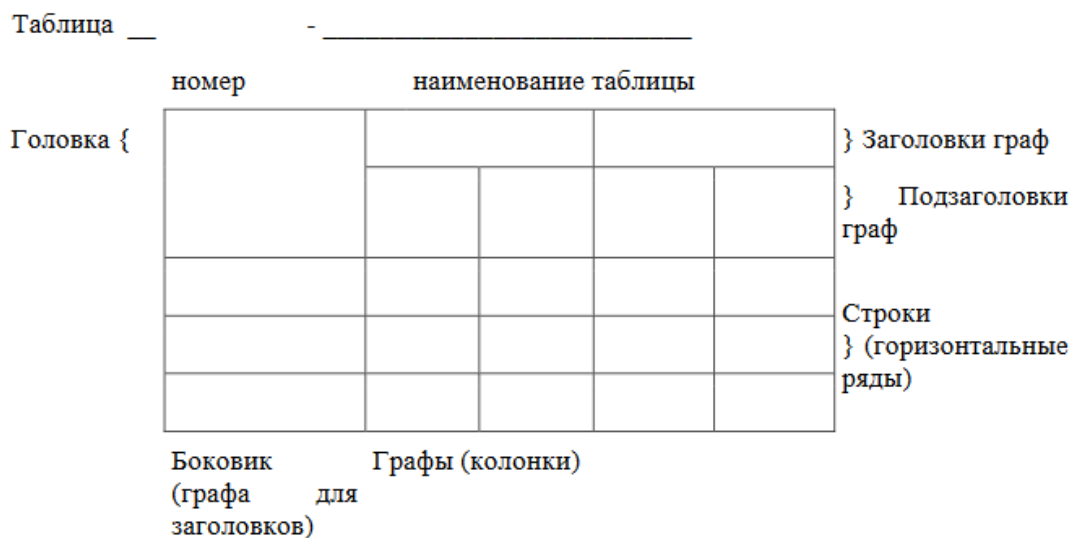 Таблица __ - __________________________
номер наименование таблицы
Головка { } Заголовки граф
} Подзаголовки
граф
Строки
} (горизонтальные
ряды)
Боковик Графы (колонки)
(графа для
заголовков)